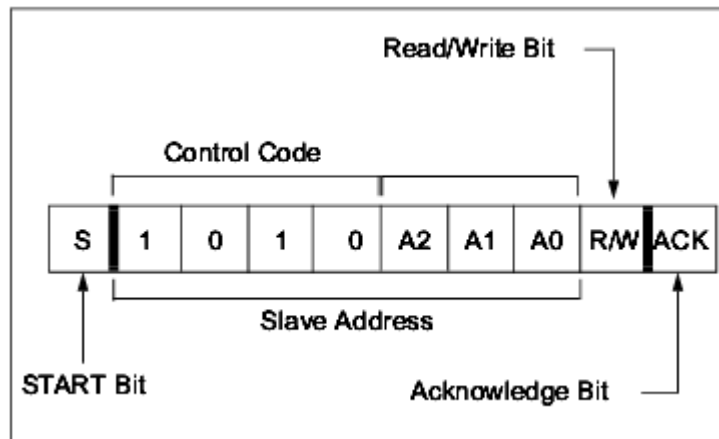 Read/Write Bit
Control Code
S 1 0 1 0 A2 A1 A0 R/W ACK
Slave Address
START Bit
Acknowledge Bit